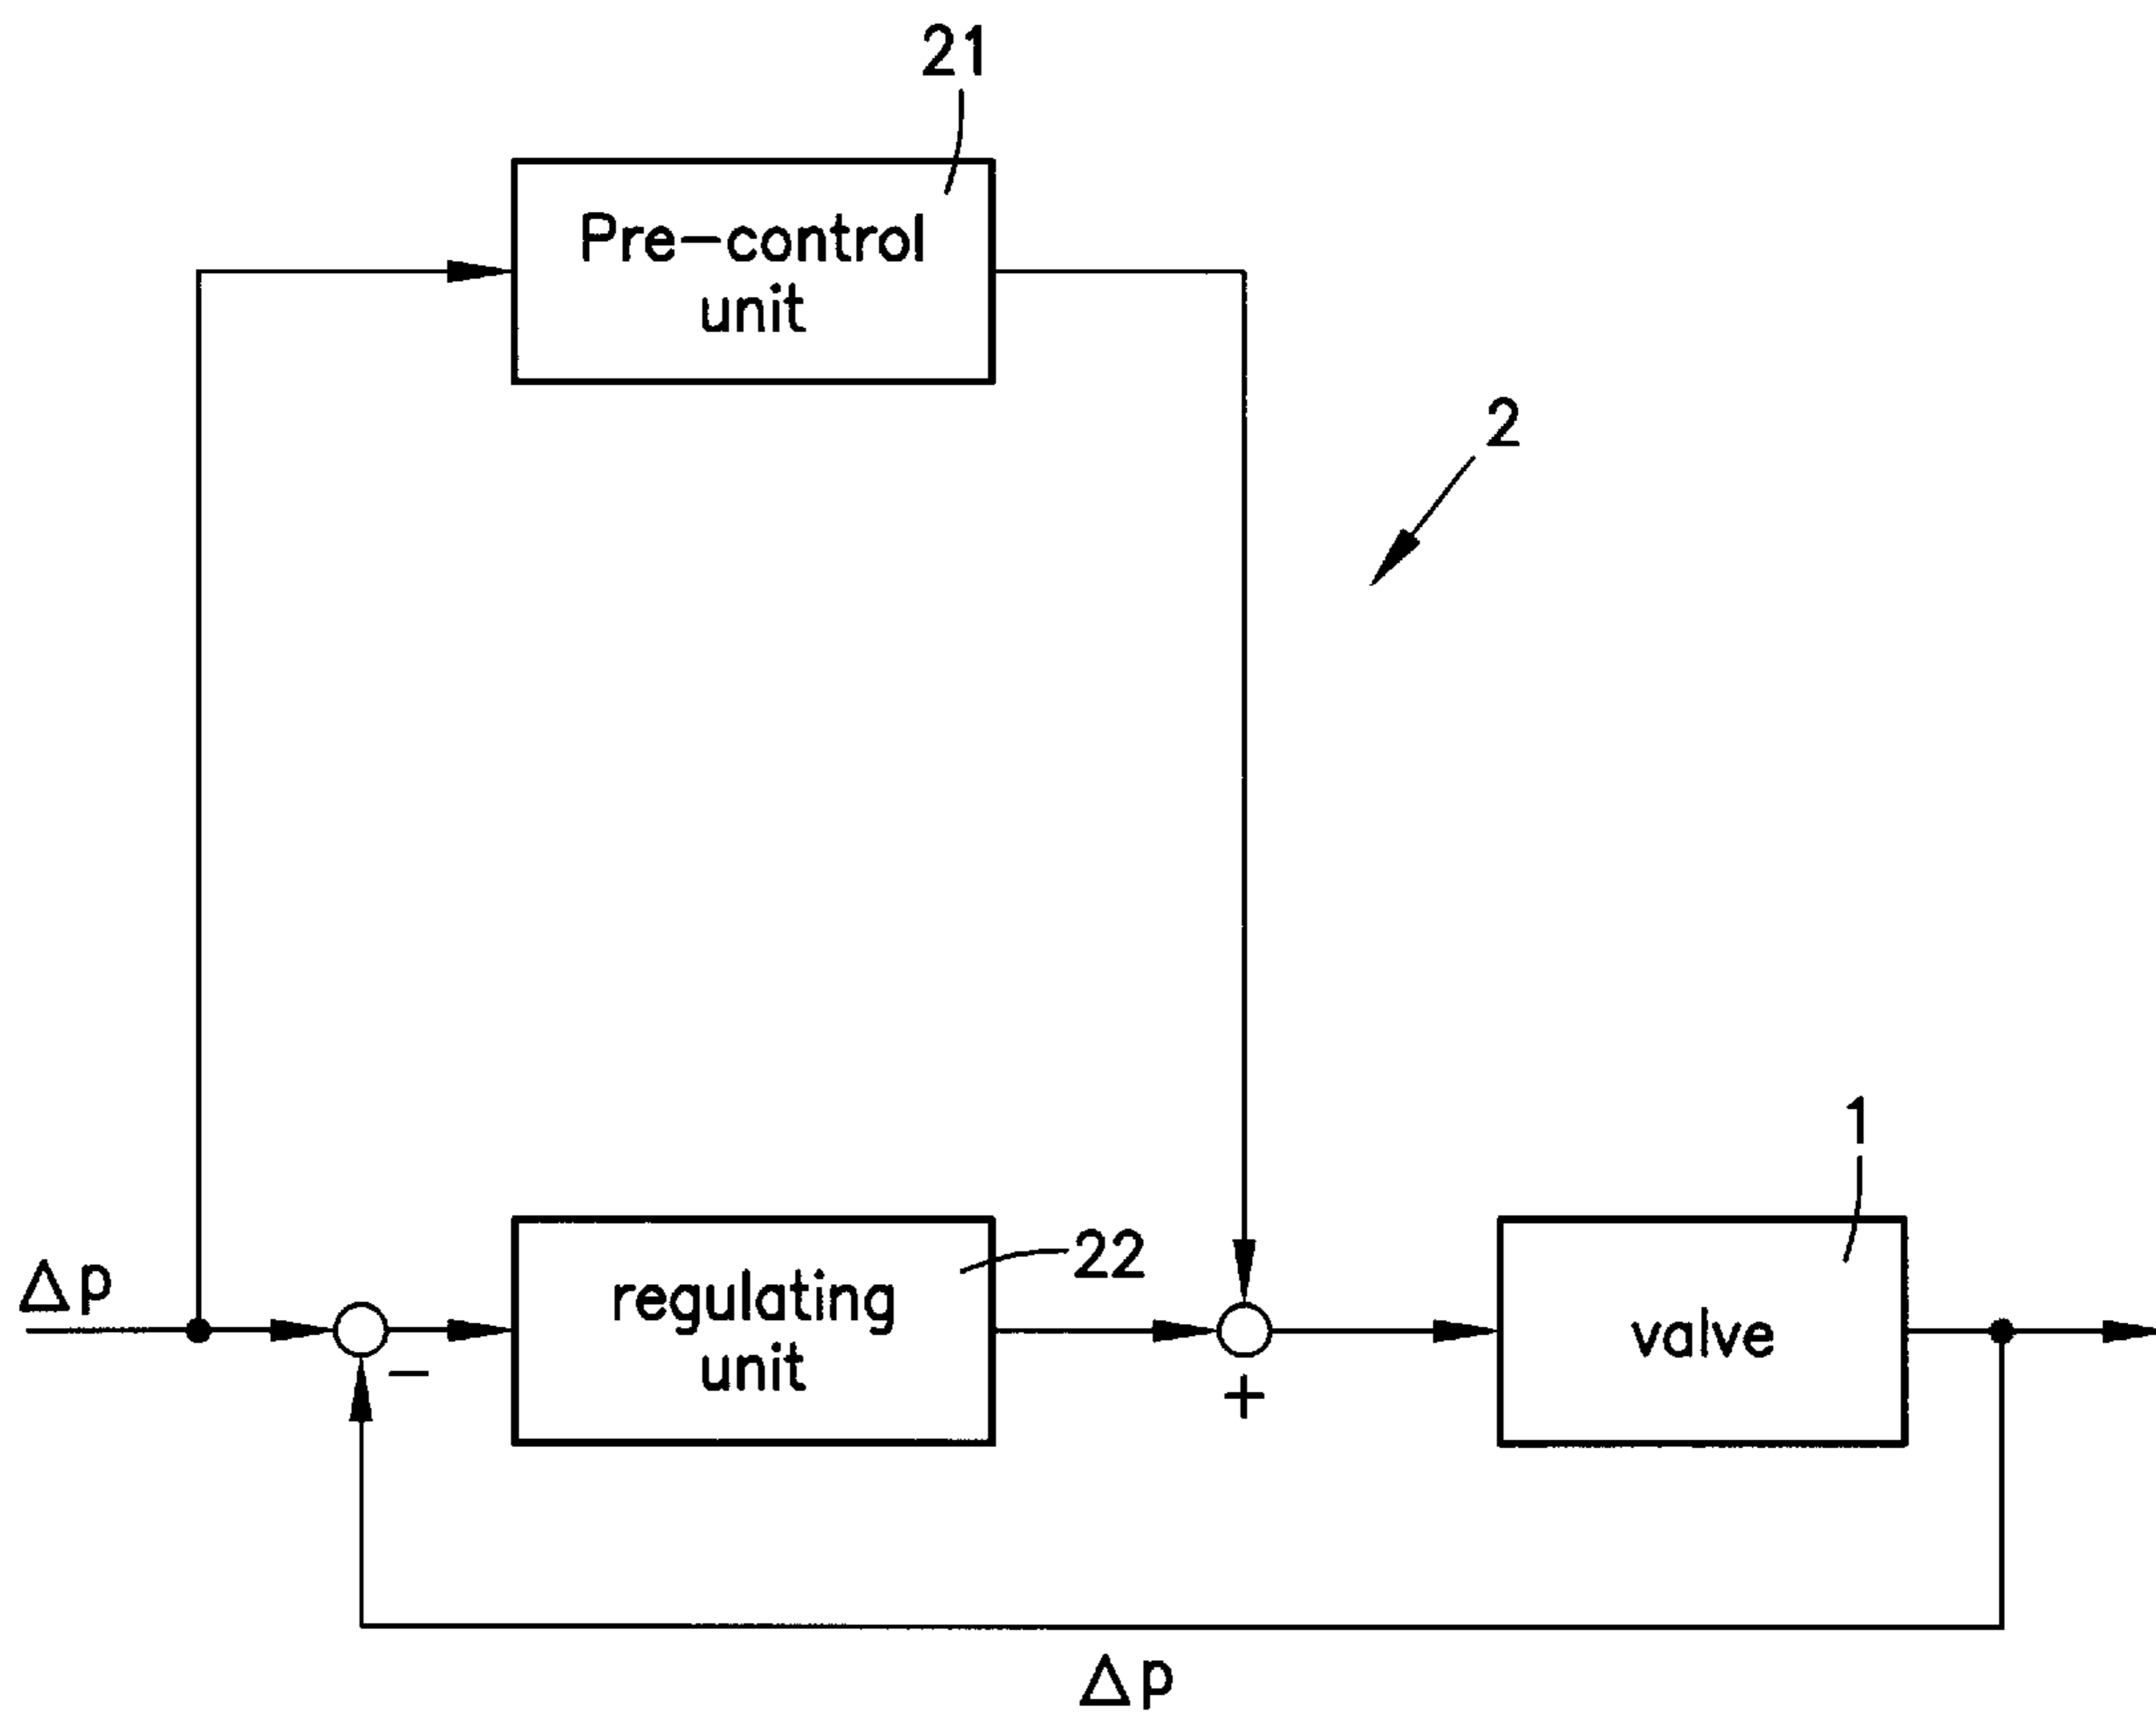 21
Pre-control
unit
2
1
Δp
regulating
unit
22
valve
−
+
Δp